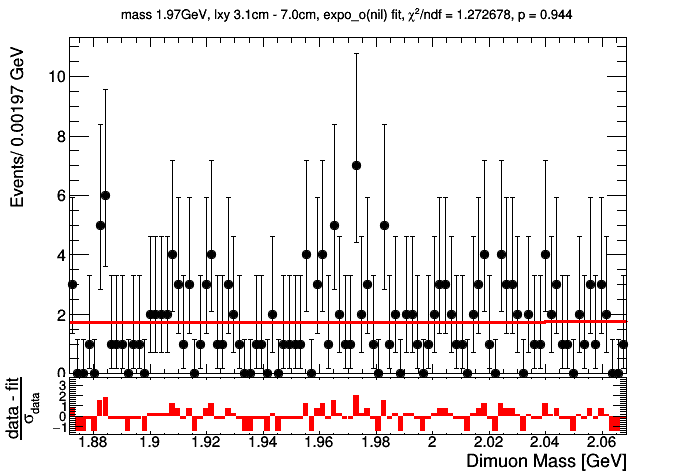 mass 1.97GeV, lxy 3.1cm - 7.0cm, expo_o(nil) fit, χ²/ndf = 1.272678, p = 0.944
Events/ 0.00197 GeV
10
8
6
4
2
0
data - fit
σdata
3
2
1
0
−1
1.88 1.9 1.92 1.94 1.96 1.98 2 2.02 2.04 2.06
Dimuon Mass [GeV]